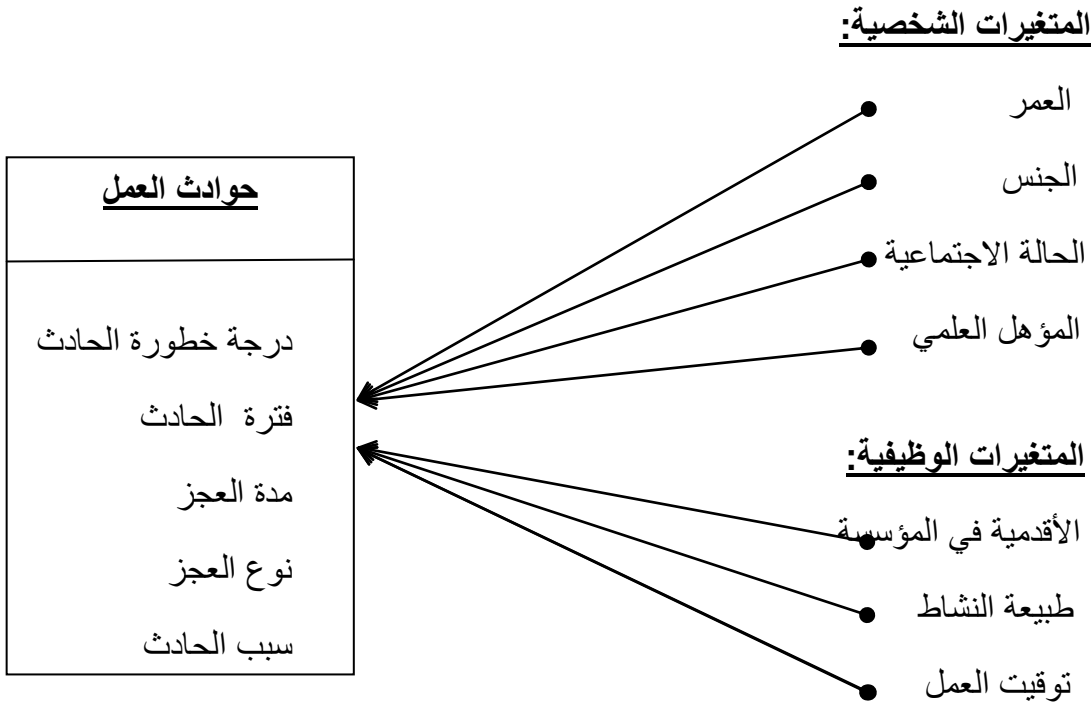 المتغيرات الشخصية:
العمر
الجنس
الحالة الاجتماعية
المؤهل العلمي
المتغيرات الوظيفية:
الأقدمية في المؤسسة
طبيعة النشاط
توقيت العمل
حوادث العمل
درجة خطورة الحادث
فترة الحادث
مدة العجز
نوع العجز
سبب الحادث